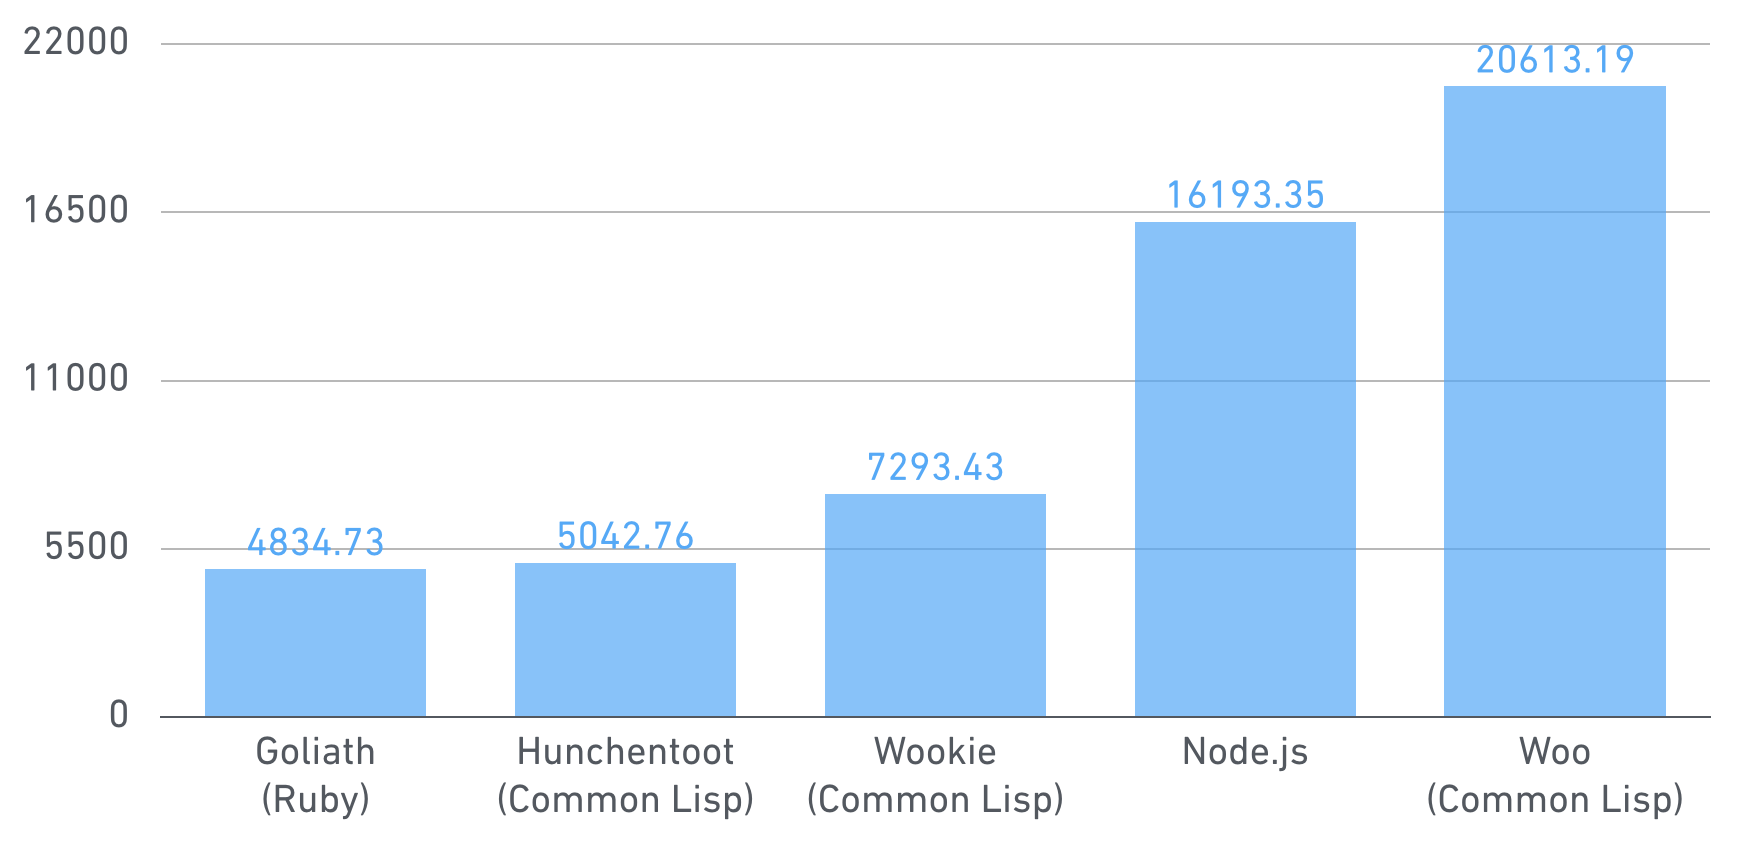 22000
16500
11000
5500
0
4834.73
5042.76
7293.43
16193.35
20613.19
Goliath
(Ruby)
Hunchentoot
(Common Lisp)
Wookie
(Common Lisp)
Node.js
Woo
(Common Lisp)